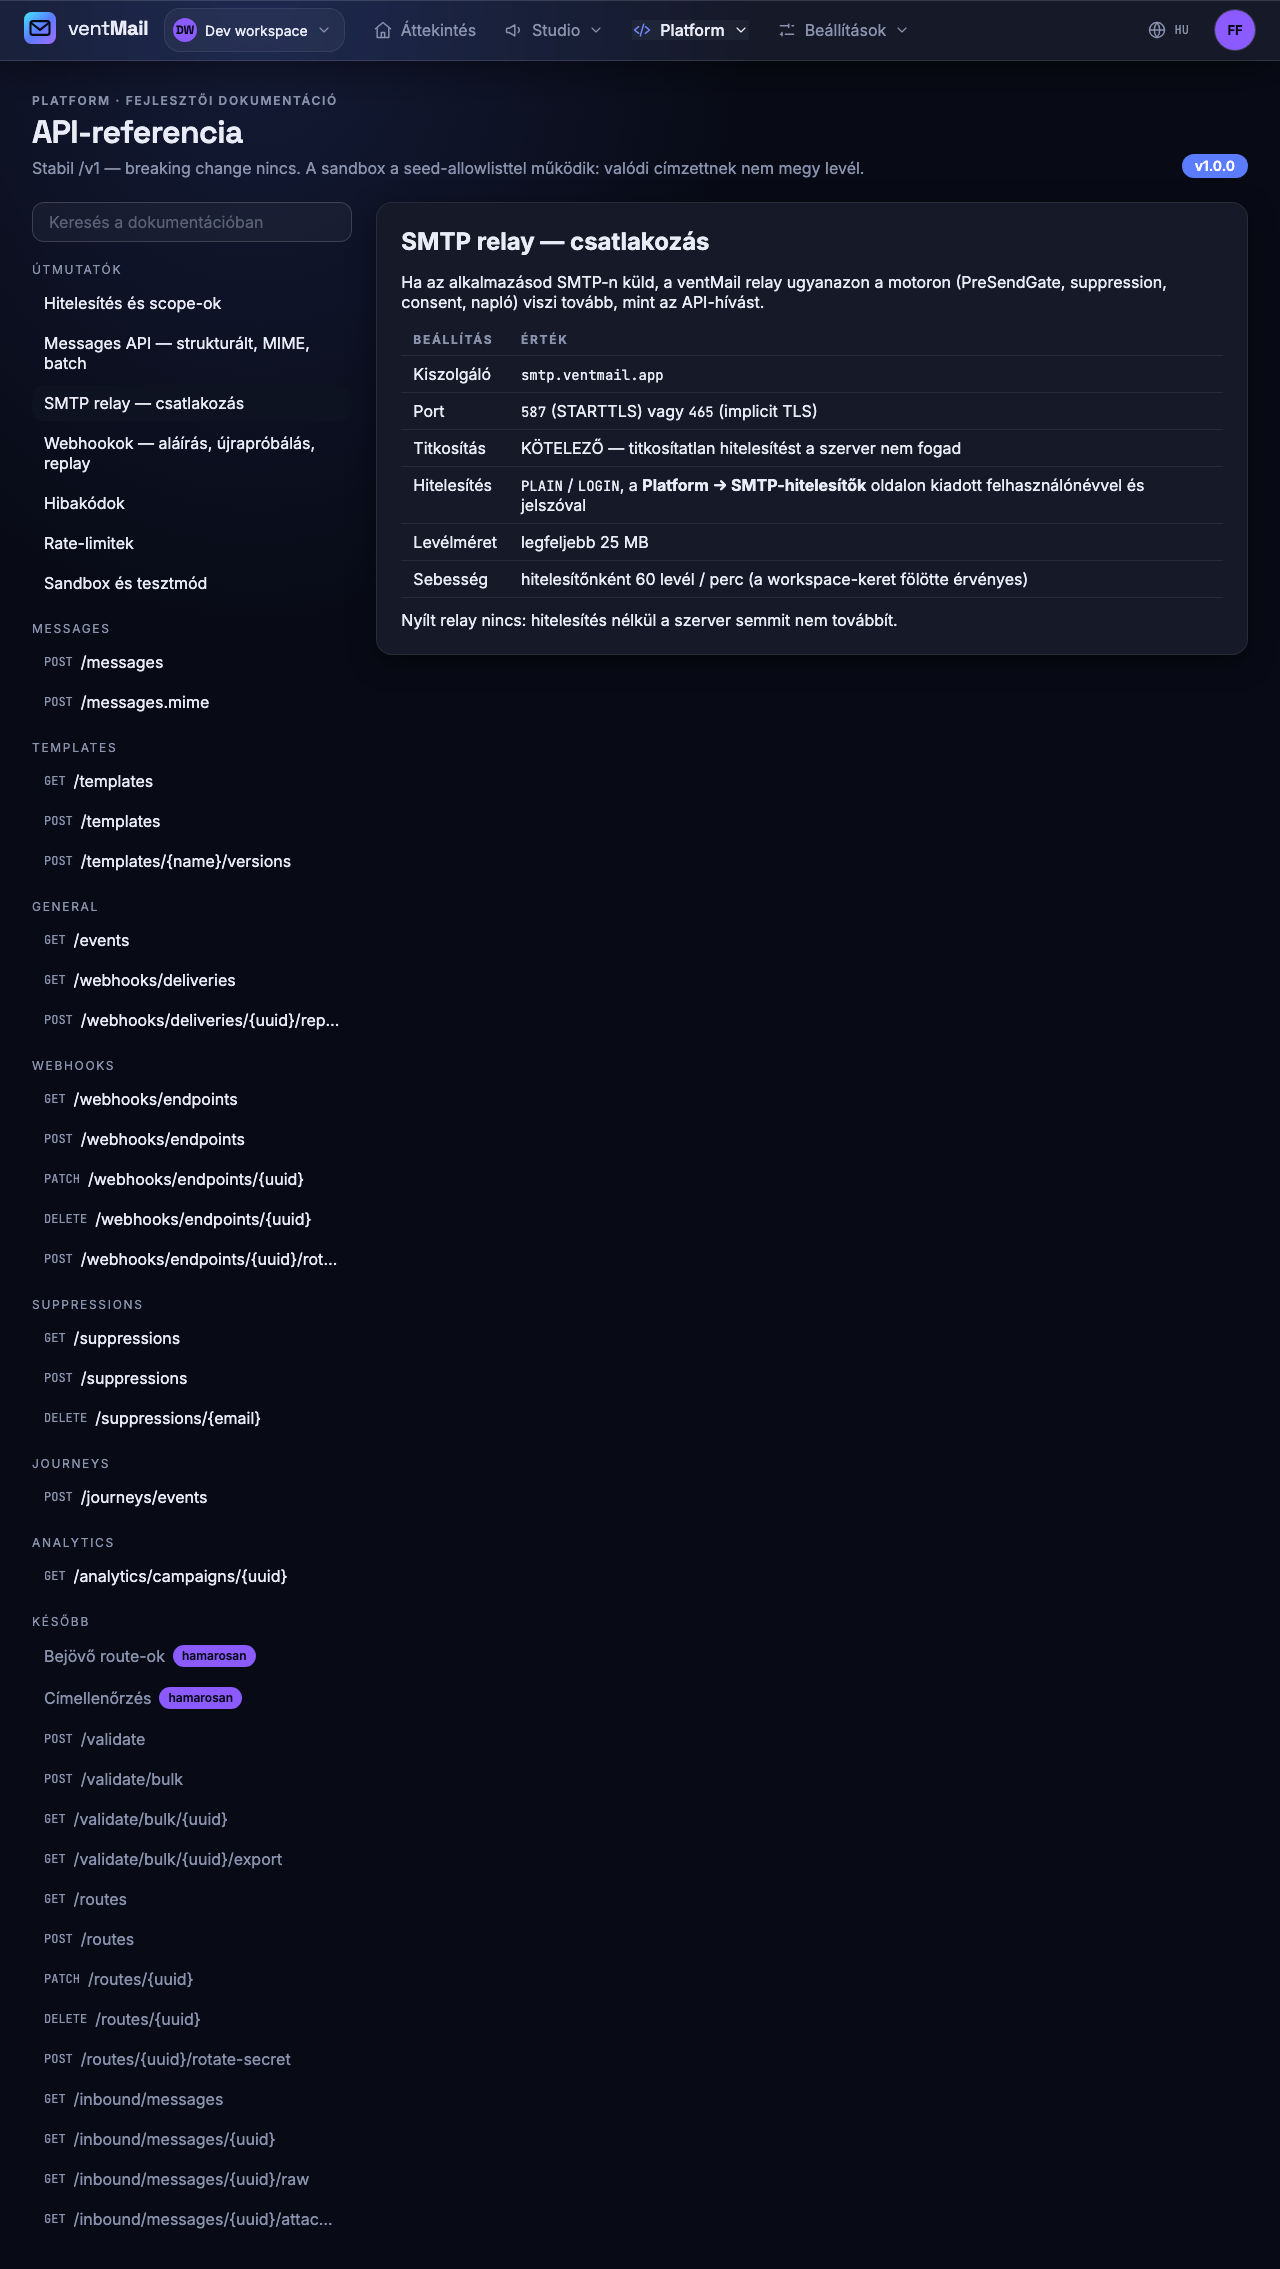 ventMail
DW Dev workspace
Áttekintés
Studio
Platform
Beállítások
HU
FF
PLATFORM · FEJLESZTŐI DOKUMENTÁCIÓ
API-referencia
Stabil /v1 — breaking change nincs. A sandbox a seed-allowlisttel működik: valódi címzettnek nem megy levél.
v1.0.0
Keresés a dokumentációban
ÚTMUTATÓK
Hitelesítés és scope-ok
Messages API — strukturált, MIME,
batch
SMTP relay — csatlakozás
Webhookok — aláírás, újrapróbálás,
replay
Hibakódok
Rate-limitek
Sandbox és tesztmód
MESSAGES
POST /messages
POST /messages.mime
TEMPLATES
GET /templates
POST /templates
POST /templates/{name}/versions
GENERAL
GET /events
GET /webhooks/deliveries
POST /webhooks/deliveries/{uuid}/rep...
WEBHOOKS
GET /webhooks/endpoints
POST /webhooks/endpoints
PATCH /webhooks/endpoints/{uuid}
DELETE /webhooks/endpoints/{uuid}
POST /webhooks/endpoints/{uuid}/rot...
SUPPRESSIONS
GET /suppressions
POST /suppressions
DELETE /suppressions/{email}
JOURNEYS
POST /journeys/events
ANALYTICS
GET /analytics/campaigns/{uuid}
KÉSŐBB
Bejövő route-ok hamarosan
Címellenőrzés hamarosan
POST /validate
POST /validate/bulk
GET /validate/bulk/{uuid}
GET /validate/bulk/{uuid}/export
GET /routes
POST /routes
PATCH /routes/{uuid}
DELETE /routes/{uuid}
POST /routes/{uuid}/rotate-secret
GET /inbound/messages
GET /inbound/messages/{uuid}
GET /inbound/messages/{uuid}/raw
GET /inbound/messages/{uuid}/attac...
SMTP relay — csatlakozás
Ha az alkalmazásod SMTP-n küld, a ventMail relay ugyanazon a motoron (PreSendGate, suppression,
consent, napló) viszi tovább, mint az API-hívást.
BEÁLLÍTÁS ÉRTÉK
Kiszolgáló smtp.ventmail.app
Port 587 (STARTTLS) vagy 465 (implicit TLS)
Titkosítás KÖTELEZŐ — titkosítatlan hitelesítést a szerver nem fogad
Hitelesítés PLAIN / LOGIN, a Platform → SMTP-hitelesítők oldalon kiadott felhasználónévvel és
jelszóval
Levélméret legfeljebb 25 MB
Sebesség hitelesítőnként 60 levél / perc (a workspace-keret fölötte érvényes)
Nyílt relay nincs: hitelesítés nélkül a szerver semmit nem továbbít.